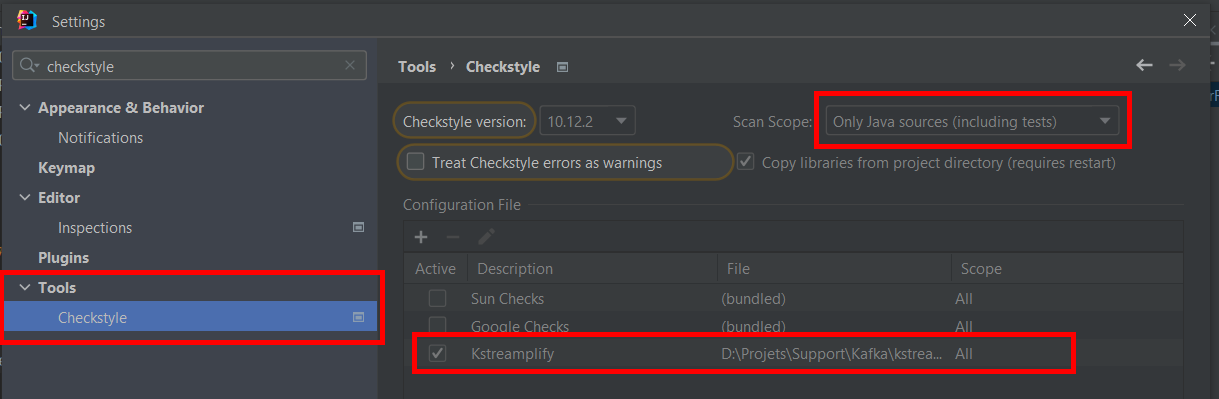 Settings
checkstyle
Appearance & Behavior
Notifications
Keymap
Editor
Inspections
Plugins
Tools
Checkstyle
Tools › Checkstyle
Checkstyle version: 10.12.2 Scan Scope: Only Java sources (including tests)
Treat Checkstyle errors as warnings Copy libraries from project directory (requires restart)
Configuration File
Active Description File Scope
Sun Checks (bundled) All
Google Checks (bundled) All
Kstreamplify D:\Projets\Support\Kafka\kstrea... All